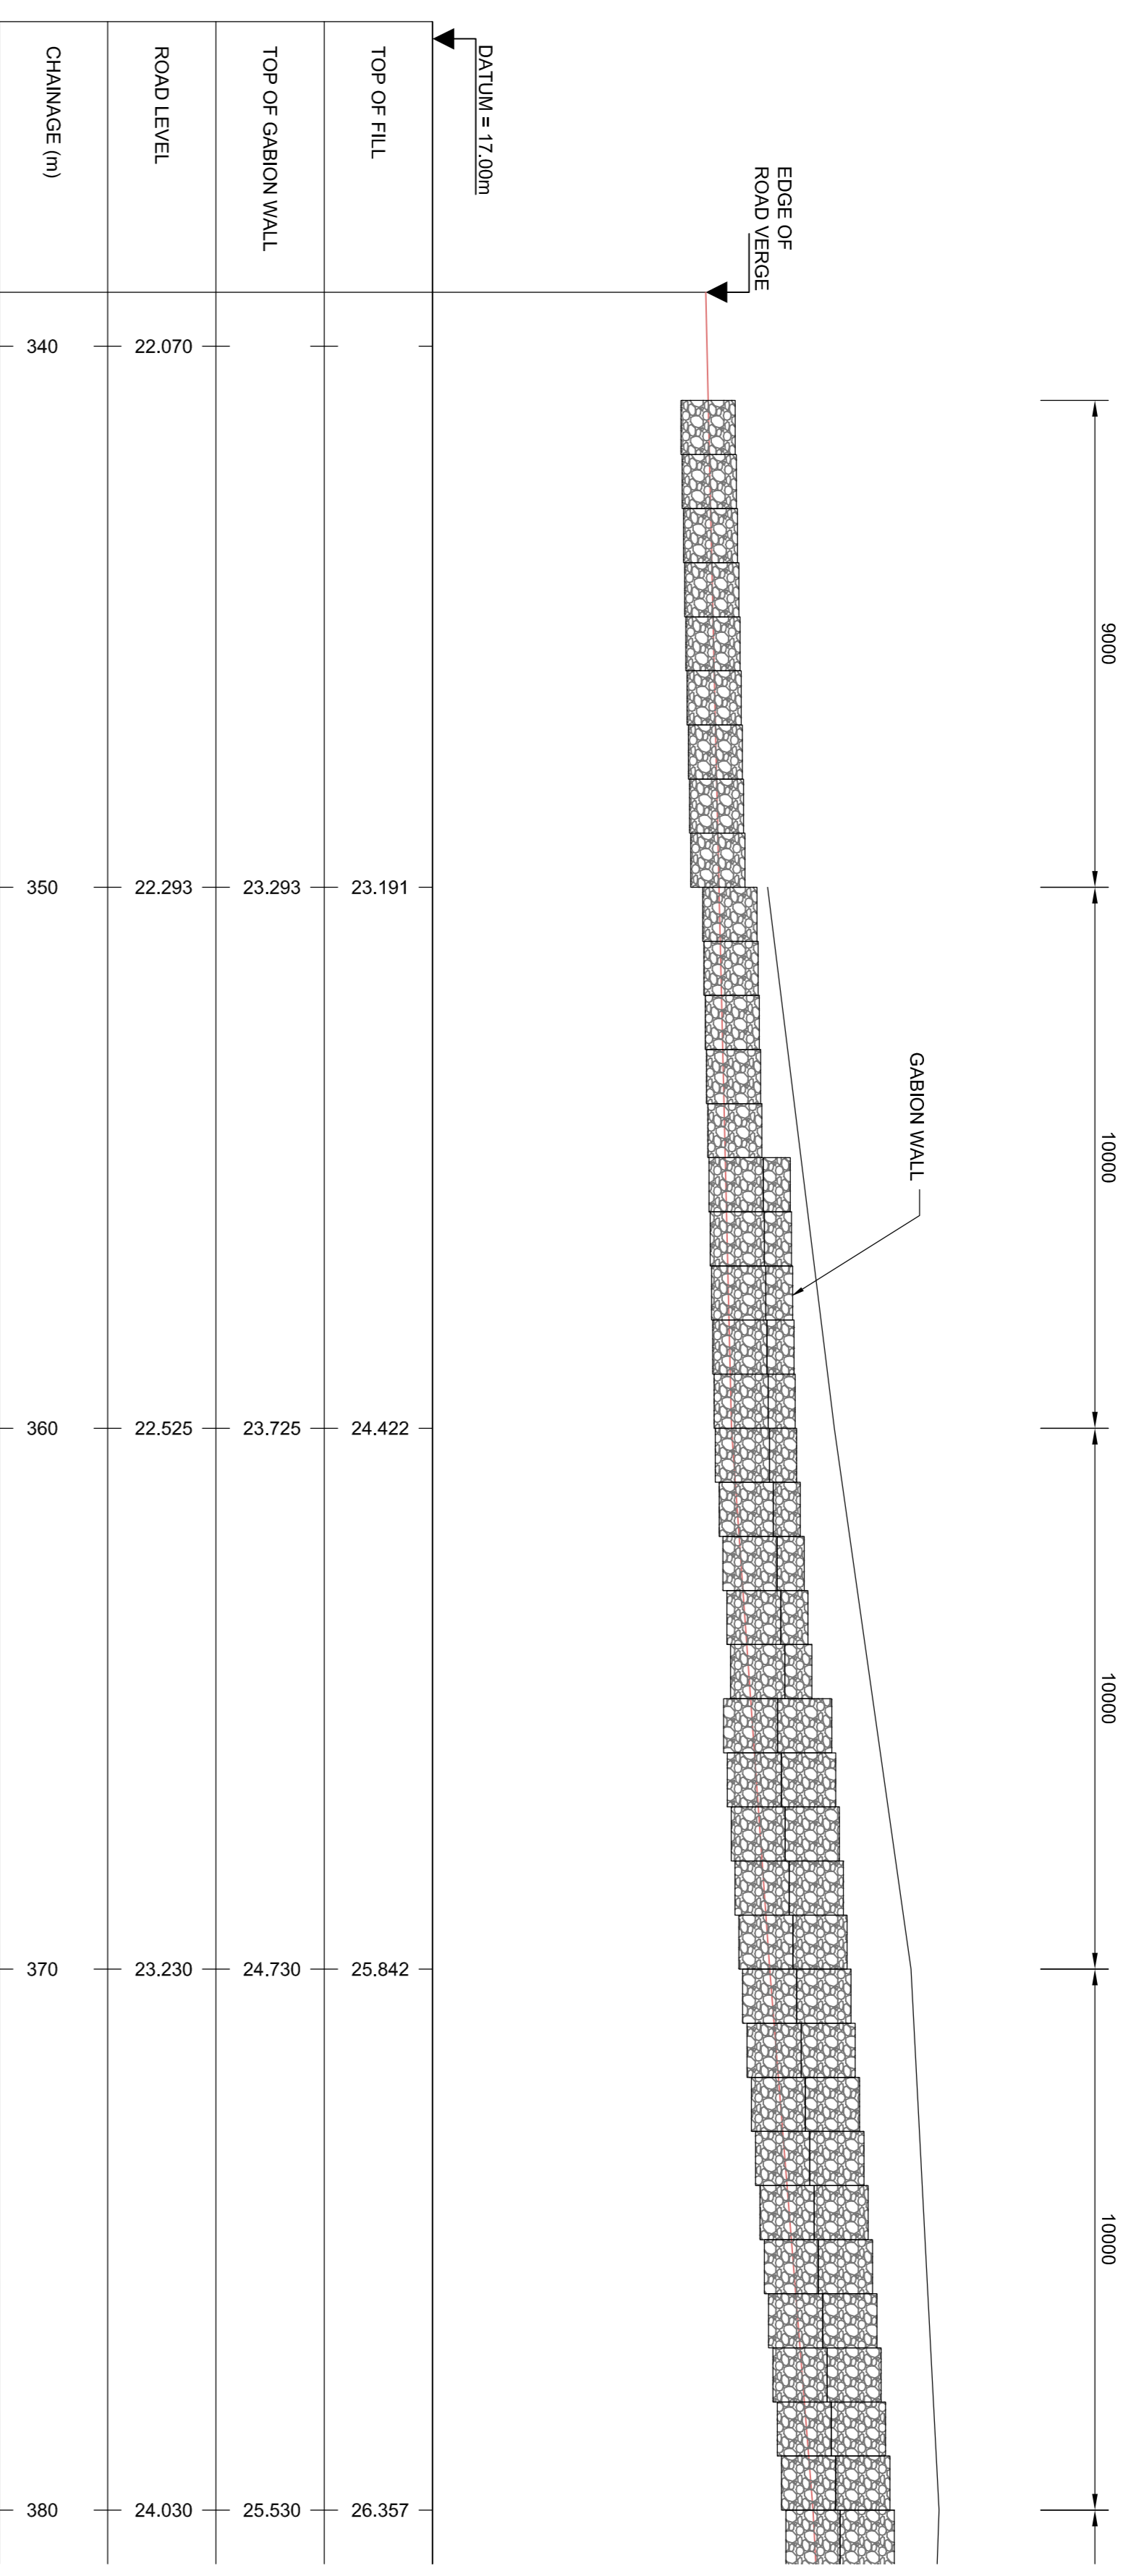 9000
10000
10000
10000
EDGE OF
ROAD VERGE
GABION WALL
DATUM = 17.00m
TOP OF FILL 23.191 24.422 25.842 26.357
TOP OF GABION WALL 23.293 23.725 24.730 25.530
ROAD LEVEL 22.070 22.293 22.525 23.230 24.030
CHAINAGE (m) 340 350 360 370 380